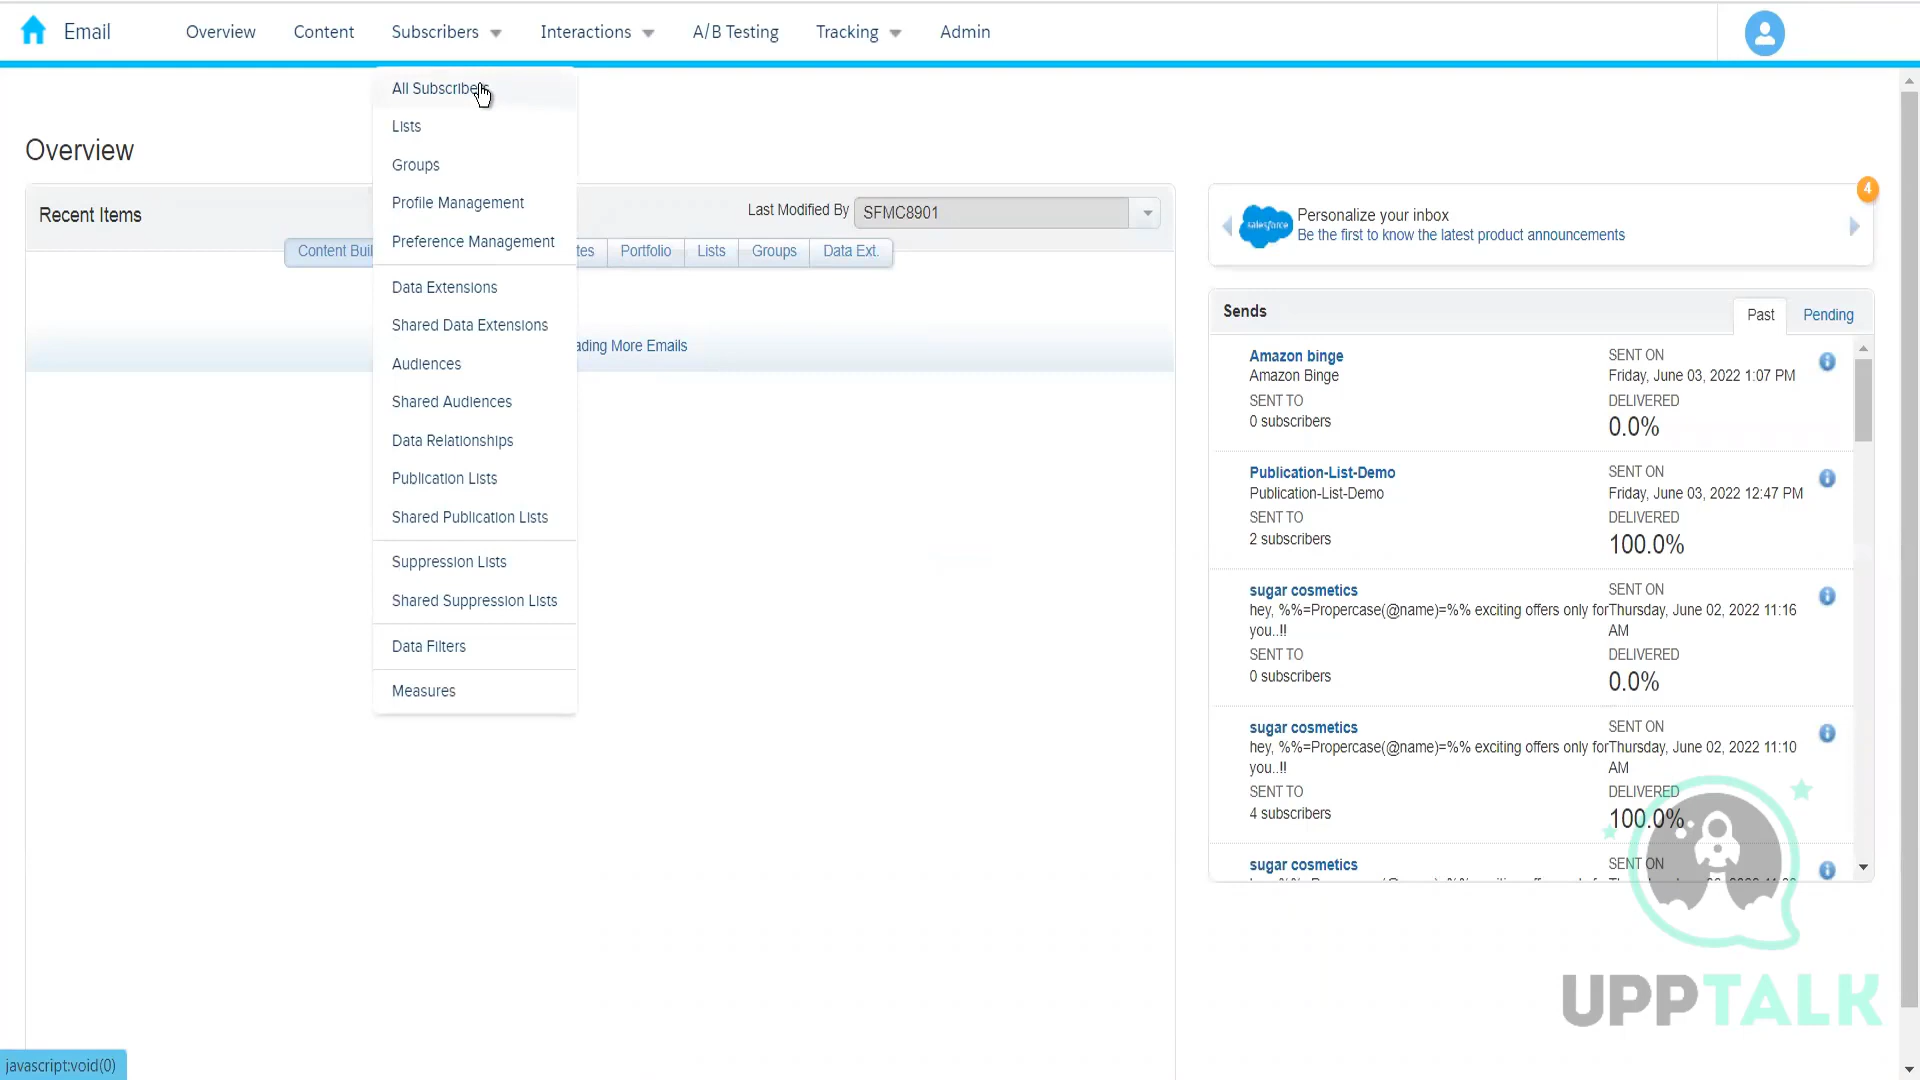 Email
Overview
Content
Subscribers
Interactions
A/B Testing
Tracking
Admin
All Subscribers
Lists
Groups
Profile Management
Preference Management
Data Extensions
Shared Data Extensions
Audiences
Shared Audiences
Data Relationships
Publication Lists
Shared Publication Lists
Suppression Lists
Shared Suppression Lists
Data Filters
Measures
Overview
Recent Items
Last Modified By
SFMC8901
Content Buil
tes
Portfolio
Lists
Groups
Data Ext.
ading More Emails
4
salesforce
Personalize your inbox
Be the first to know the latest product announcements
Sends
Past
Pending
Amazon binge
Amazon Binge
SENT TO
0 subscribers
SENT ON
Friday, June 03, 2022 1:07 PM
DELIVERED
0.0%
Publication-List-Demo
Publication-List-Demo
SENT TO
2 subscribers
SENT ON
Friday, June 03, 2022 12:47 PM
DELIVERED
100.0%
sugar cosmetics
hey, %%=Propercase(@name)=%% exciting offers only for
you..!!
SENT TO
0 subscribers
SENT ON
Thursday, June 02, 2022 11:16
AM
DELIVERED
0.0%
sugar cosmetics
hey, %%=Propercase(@name)=%% exciting offers only for
you..!!
SENT TO
4 subscribers
SENT ON
Thursday, June 02, 2022 11:10
AM
DELIVERED
100.0%
sugar cosmetics
SENT ON
UPPTALK
javascript:void(0)